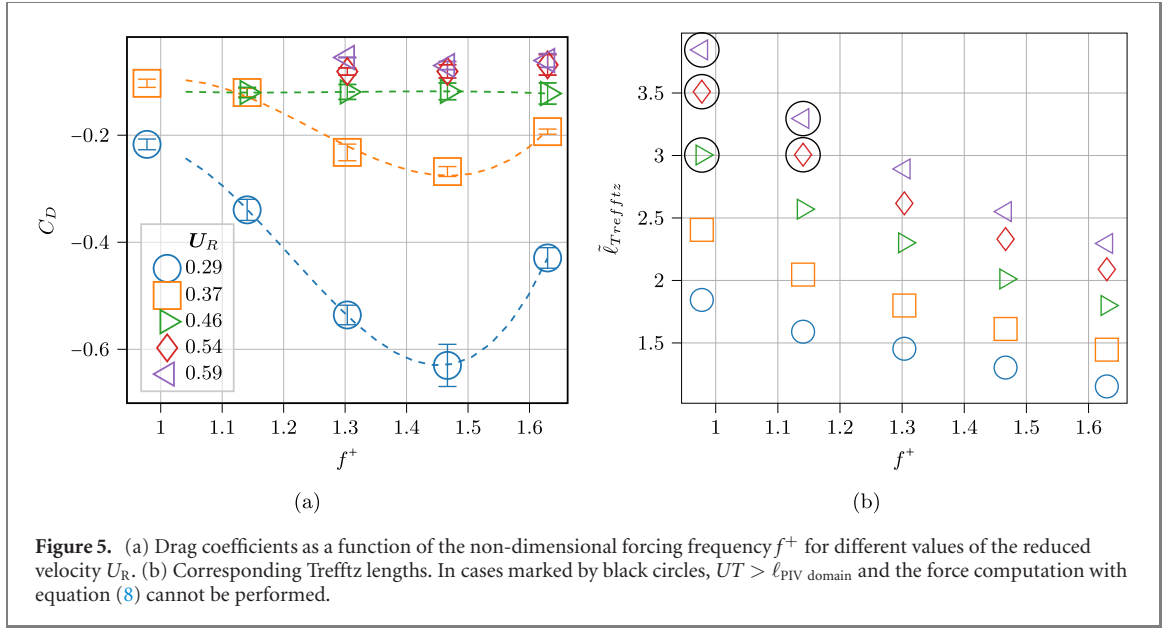 −0.2
−0.4
−0.6
C_D
U_R
0.29
0.37
0.46
0.54
0.59
1 1.1 1.2 1.3 1.4 1.5 1.6
f⁺
(a)
3.5
3
2.5
2
1.5
ℓ̃_Trefftz
1 1.1 1.2 1.3 1.4 1.5 1.6
f⁺
(b)
Figure 5. (a) Drag coefficients as a function of the non-dimensional forcing frequency f⁺ for different values of the reduced
velocity U_R. (b) Corresponding Trefftz lengths. In cases marked by black circles, UT > ℓ_PIV domain and the force computation with
equation (8) cannot be performed.